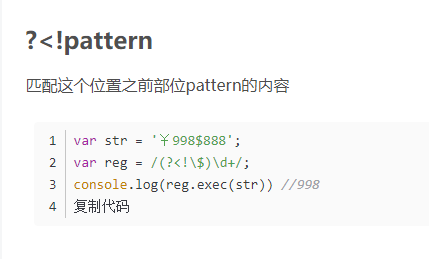 ?<!pattern
匹配这个位置之前部位pattern的内容
1 var str = '￥998$888';
2 var reg = /(?<!\$)\d+/;
3 console.log(reg.exec(str)) //998
4 复制代码